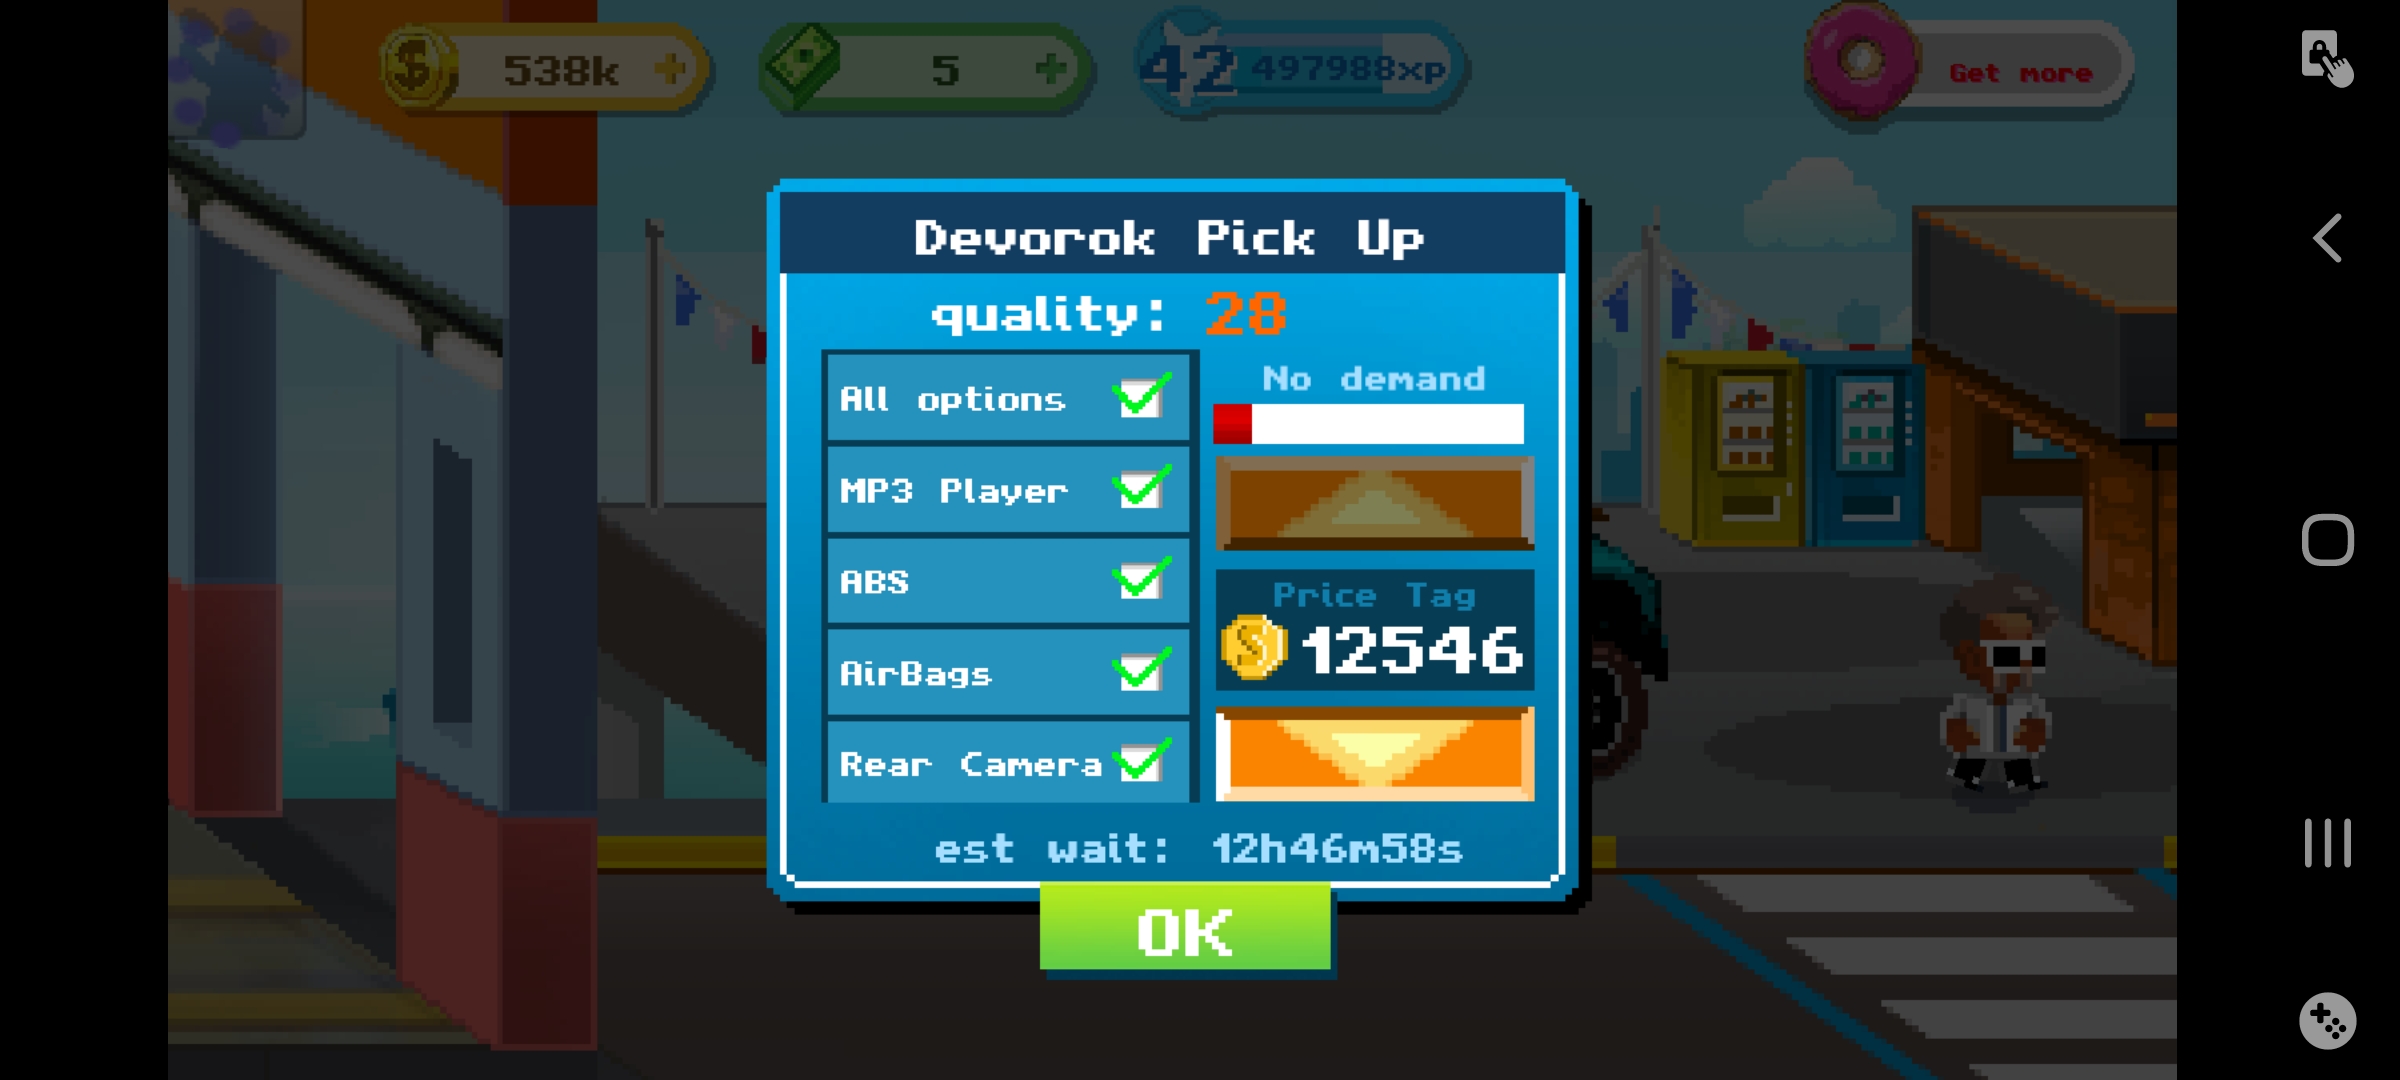 538k
5
42 497988xp
Get more
Devorok Pick Up
quality: 28
All options
MP3 Player
ABS
AirBags
Rear Camera
No demand
Price Tag
12546
est wait: 12h46m58s
OK